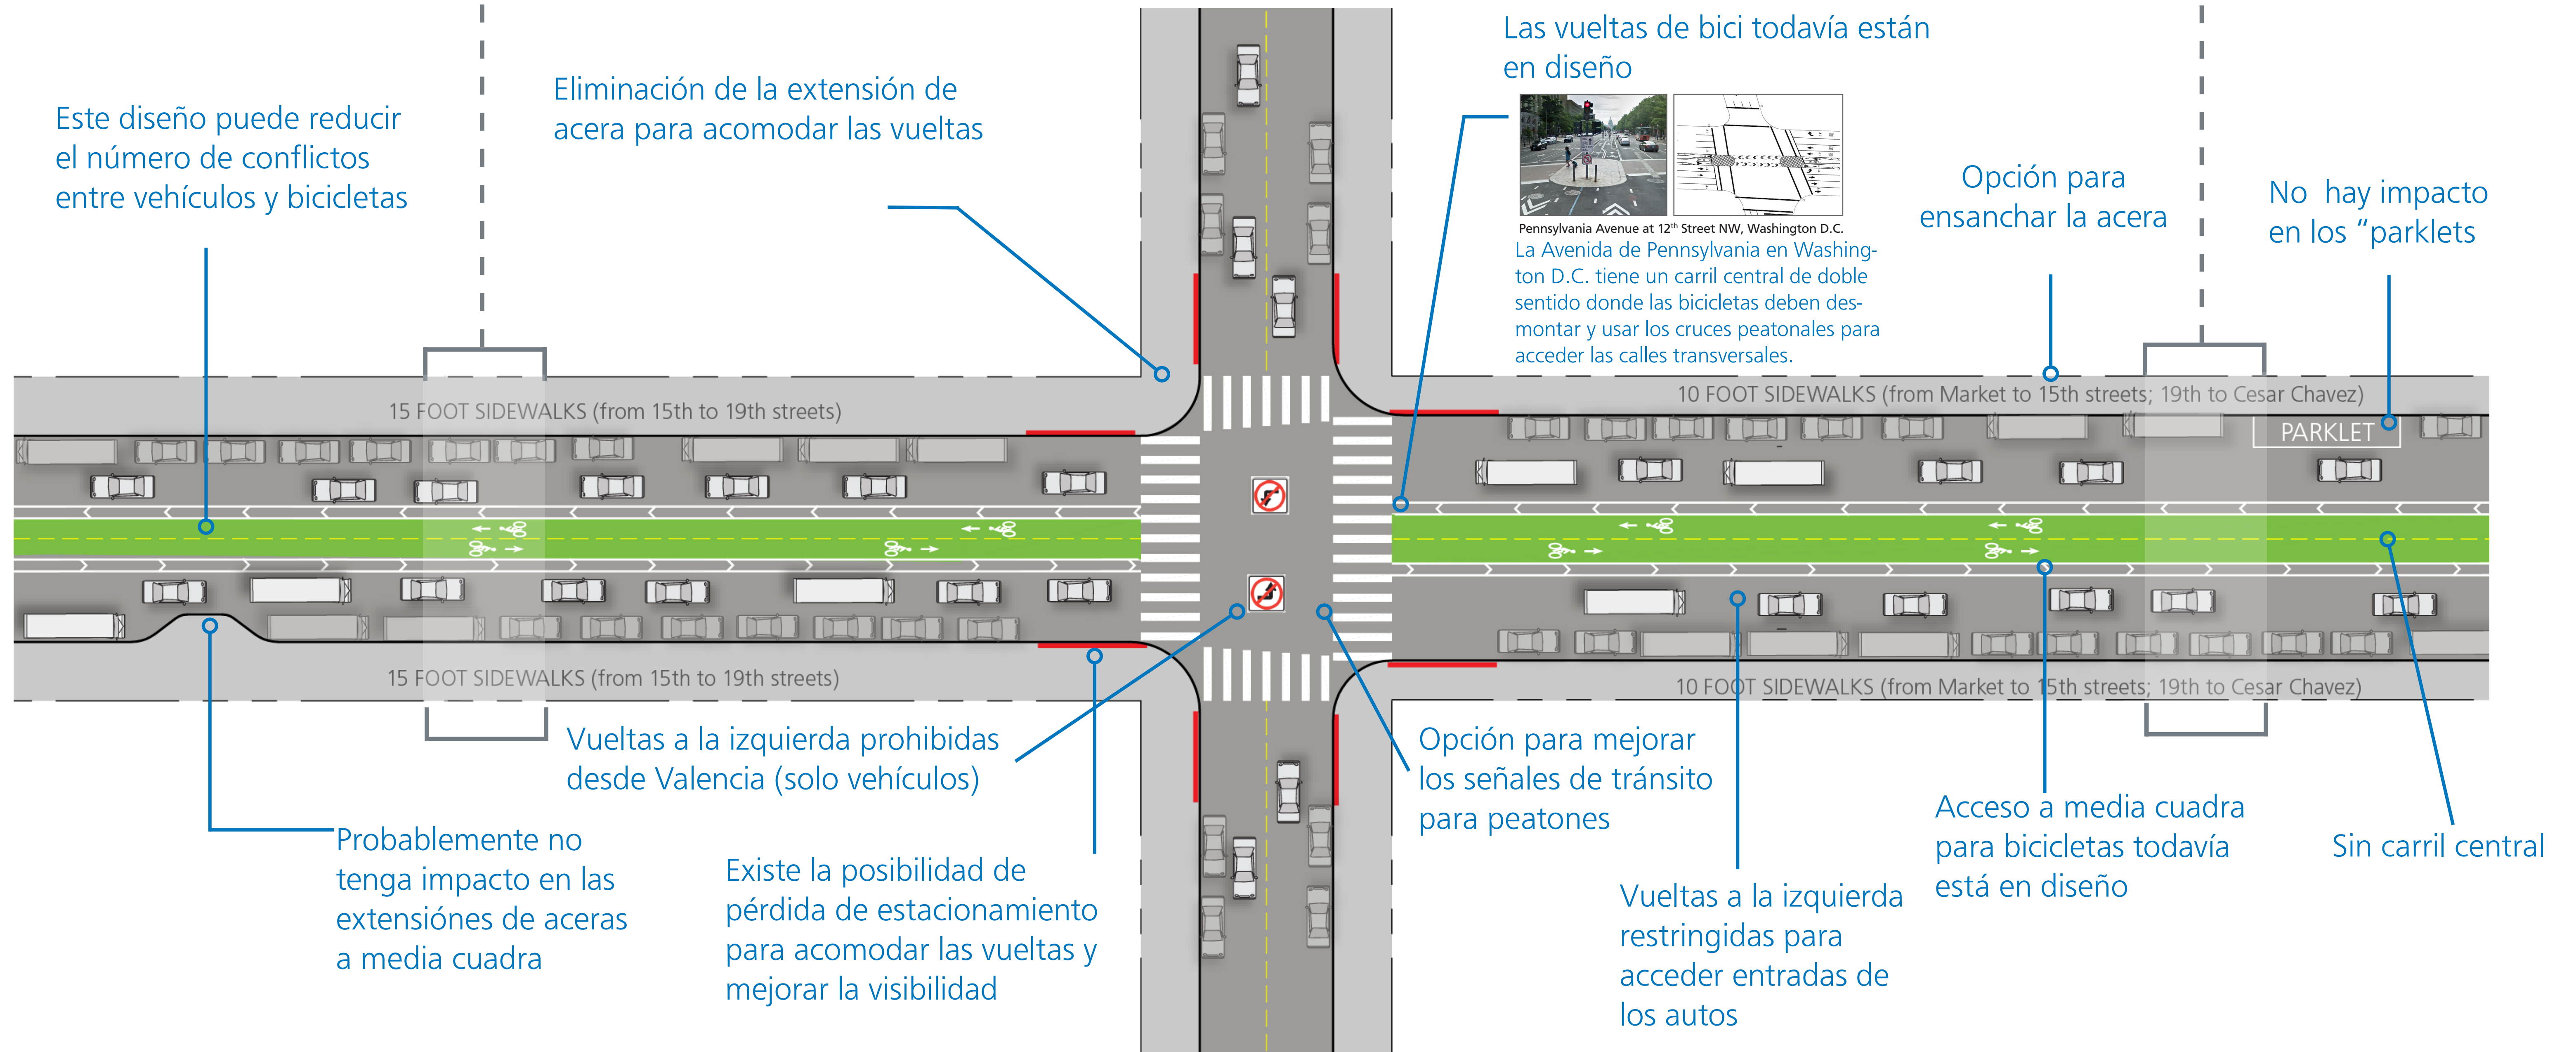 Este diseño puede reducir
el número de conflictos
entre vehículos y bicicletas
Eliminación de la extensión de
acera para acomodar las vueltas
Las vueltas de bici todavía están
en diseño
Pennsylvania Avenue at 12th Street NW, Washington D.C.
La Avenida de Pennsylvania en Washing-
ton D.C. tiene un carril central de doble
sentido donde las bicicletas deben des-
montar y usar los cruces peatonales para
acceder las calles transversales.
Opción para
ensanchar la acera
No  hay impacto
en los “parklets
15 FOOT SIDEWALKS (from 15th to 19th streets)
10 FOOT SIDEWALKS (from Market to 15th streets; 19th to Cesar Chavez)
PARKLET
15 FOOT SIDEWALKS (from 15th to 19th streets)
10 FOOT SIDEWALKS (from Market to 15th streets; 19th to Cesar Chavez)
Probablemente no
tenga impacto en las
extensiónes de aceras
a media cuadra
Vueltas a la izquierda prohibidas
desde Valencia (solo vehículos)
Existe la posibilidad de
pérdida de estacionamiento
para acomodar las vueltas y
mejorar la visibilidad
Opción para mejorar
los señales de tránsito
para peatones
Vueltas a la izquierda
restringidas para
acceder entradas de
los autos
Acceso a media cuadra
para bicicletas todavía
está en diseño
Sin carril central